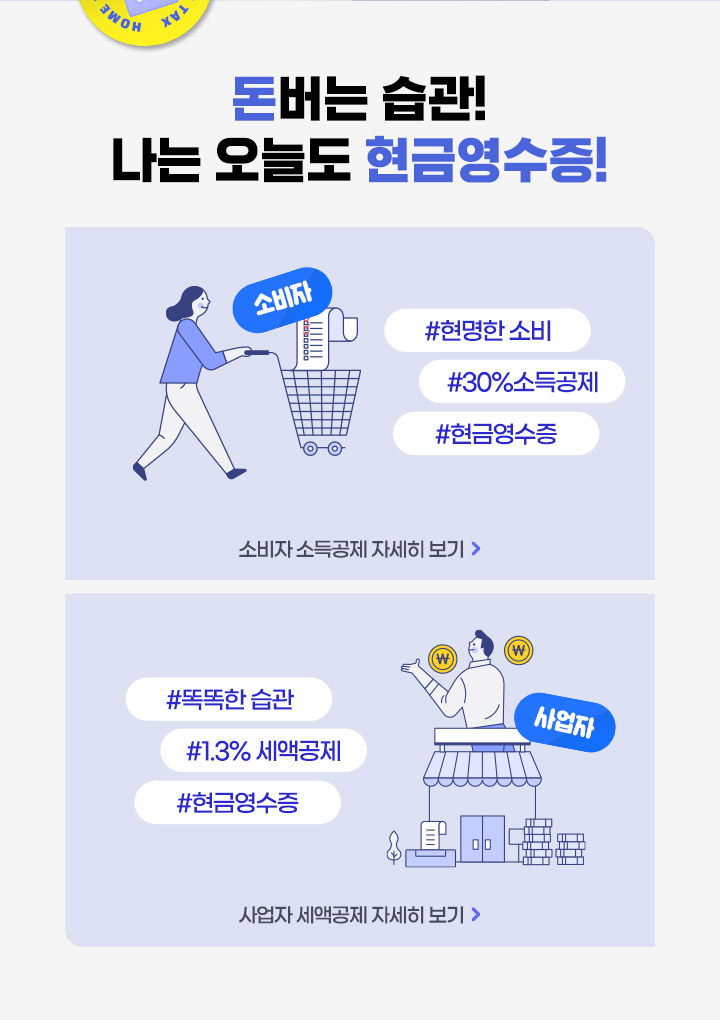 HOME TAX
돈버는 습관!
나는 오늘도 현금영수증!
소비자
#현명한 소비
#30%소득공제
#현금영수증
소비자 소득공제 자세히 보기 >
₩ ₩
사업자
#똑똑한 습관
#1.3% 세액공제
#현금영수증
사업자 세액공제 자세히 보기 >